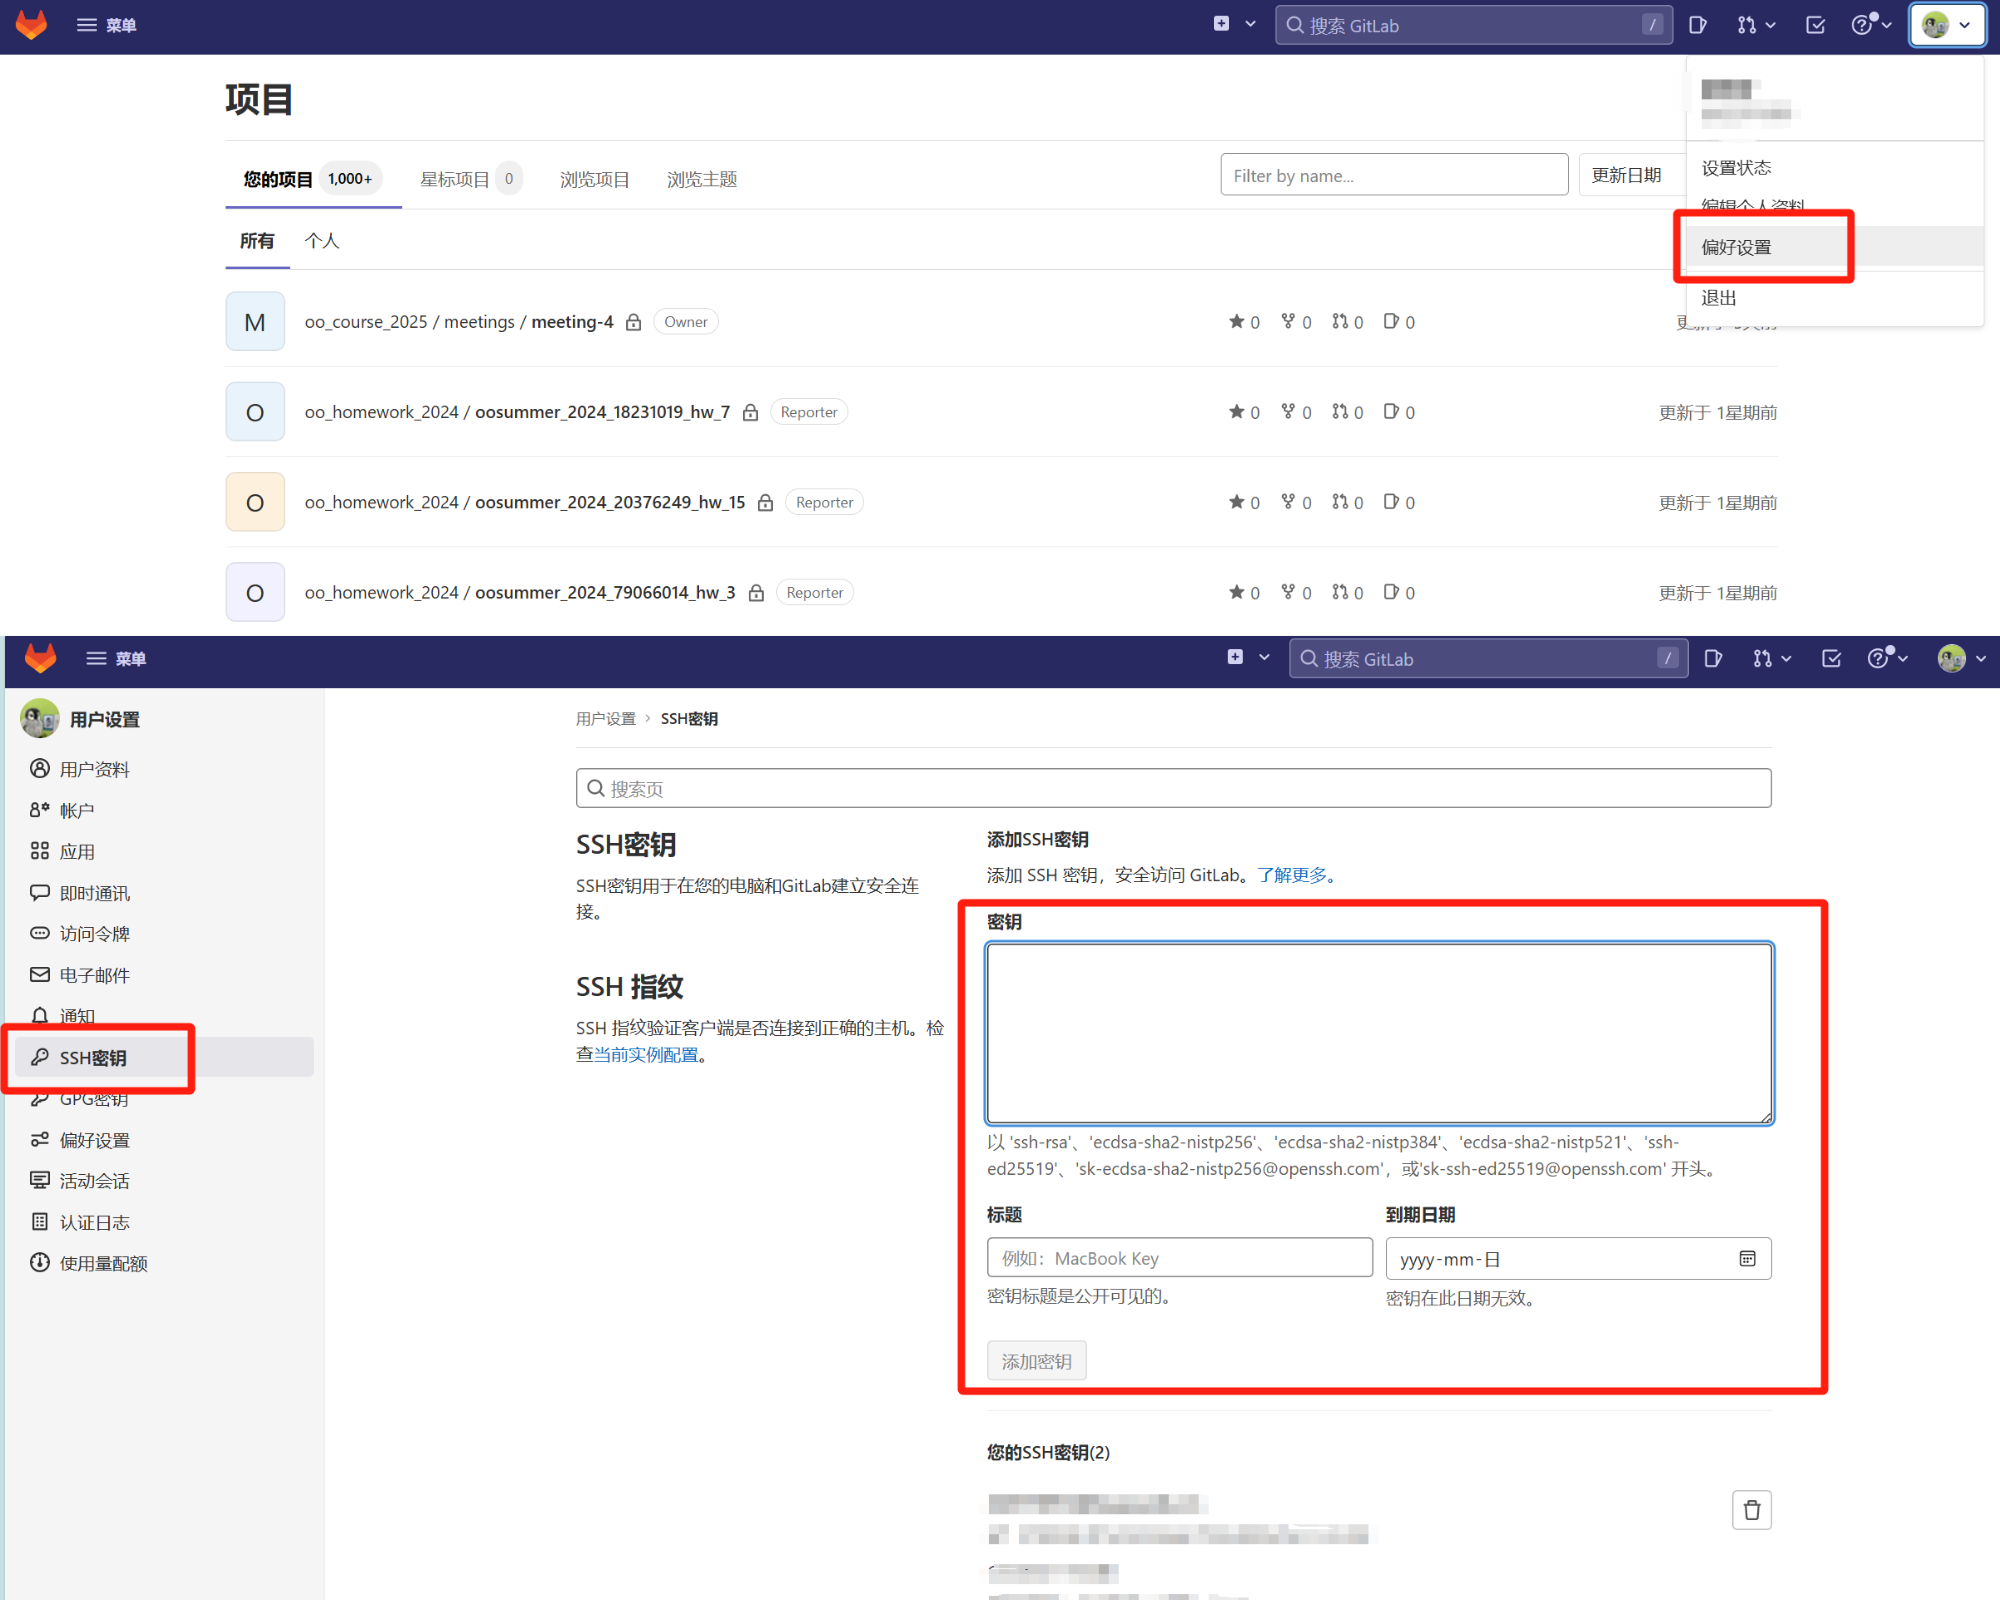 菜单
搜索 GitLab
/
项目
您的项目 1,000+ 星标项目 0 浏览项目 浏览主题
Filter by name...
更新日期
设置状态
编辑个人资料
偏好设置
退出
所有 个人
M oo_course_2025 / meetings / meeting-4 Owner 0 0 0 0
O oo_homework_2024 / oosummer_2024_18231019_hw_7 Reporter 0 0 0 0 更新于 1星期前
O oo_homework_2024 / oosummer_2024_20376249_hw_15 Reporter 0 0 0 0 更新于 1星期前
O oo_homework_2024 / oosummer_2024_79066014_hw_3 Reporter 0 0 0 0 更新于 1星期前
菜单
搜索 GitLab
/
用户设置
用户资料
帐户
应用
即时通讯
访问令牌
电子邮件
通知
SSH密钥
GPG密钥
偏好设置
活动会话
认证日志
使用量配额
用户设置 › SSH密钥
搜索页
SSH密钥
SSH密钥用于在您的电脑和GitLab建立安全连
接。
SSH 指纹
SSH 指纹验证客户端是否连接到正确的主机。检
查当前实例配置。
添加SSH密钥
添加 SSH 密钥，安全访问 GitLab。了解更多。
密钥
以 'ssh-rsa'、'ecdsa-sha2-nistp256'、'ecdsa-sha2-nistp384'、'ecdsa-sha2-nistp521'、'ssh-
ed25519'、'sk-ecdsa-sha2-nistp256@openssh.com'，或'sk-ssh-ed25519@openssh.com' 开头。
标题
例如：MacBook Key
密钥标题是公开可见的。
到期日期
yyyy-mm-日
密钥在此日期无效。
添加密钥
您的SSH密钥(2)